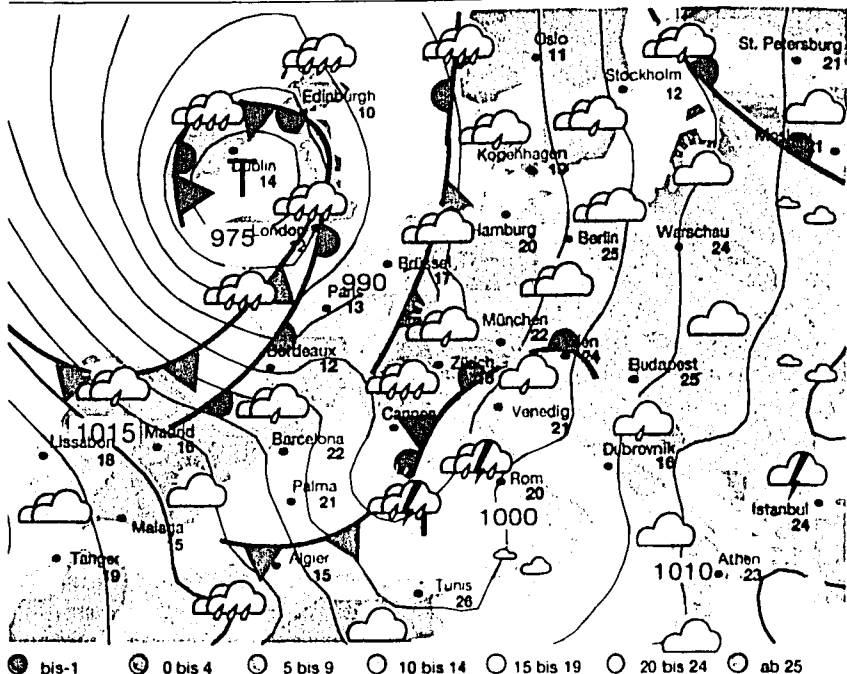 Oslo
11
St. Petersburg
21
Stockholm
12
Edinburgh
10
Kopenhagen
Dublin
14
T
975
London
Hamburg
20
Berlin
25
Warschau
24
Brüssel
17
990
Paris
13
München
22
24
Bordeaux
12
Zürich
Budapest
25
Cannes
Venedig
21
1015
Madrid
16
Lissabon
18
Barcelona
22
Dubrovnik
16
Rom
20
Palma
21
Istanbul
24
1000
T
Malaga
Tanger
19
Algier
15
1010
Athen
23
Tunis
26
bis-1
0 bis 4
5 bis 9
10 bis 14
15 bis 19
20 bis 24
ab 25